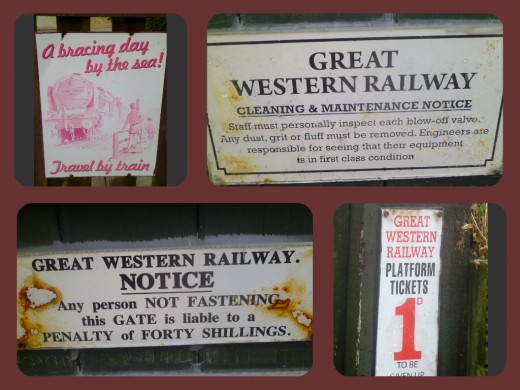 A bracing day
by the sea!
Travel by train
GREAT
WESTERN RAILWAY
CLEANING & MAINTENANCE NOTICE
Staff must personally inspect each blow-off valve.
Any dust, grit or fluff must be removed. Engineers are
responsible for seeing that their equipment
is in first class condition
GREAT WESTERN RAILWAY.
NOTICE
Any person NOT FASTENING
this GATE is liable to a
PENALTY of FORTY SHILLINGS.
GREAT
WESTERN
RAILWAY
PLATFORM
TICKETS
1D
TO BE
GIVEN UP